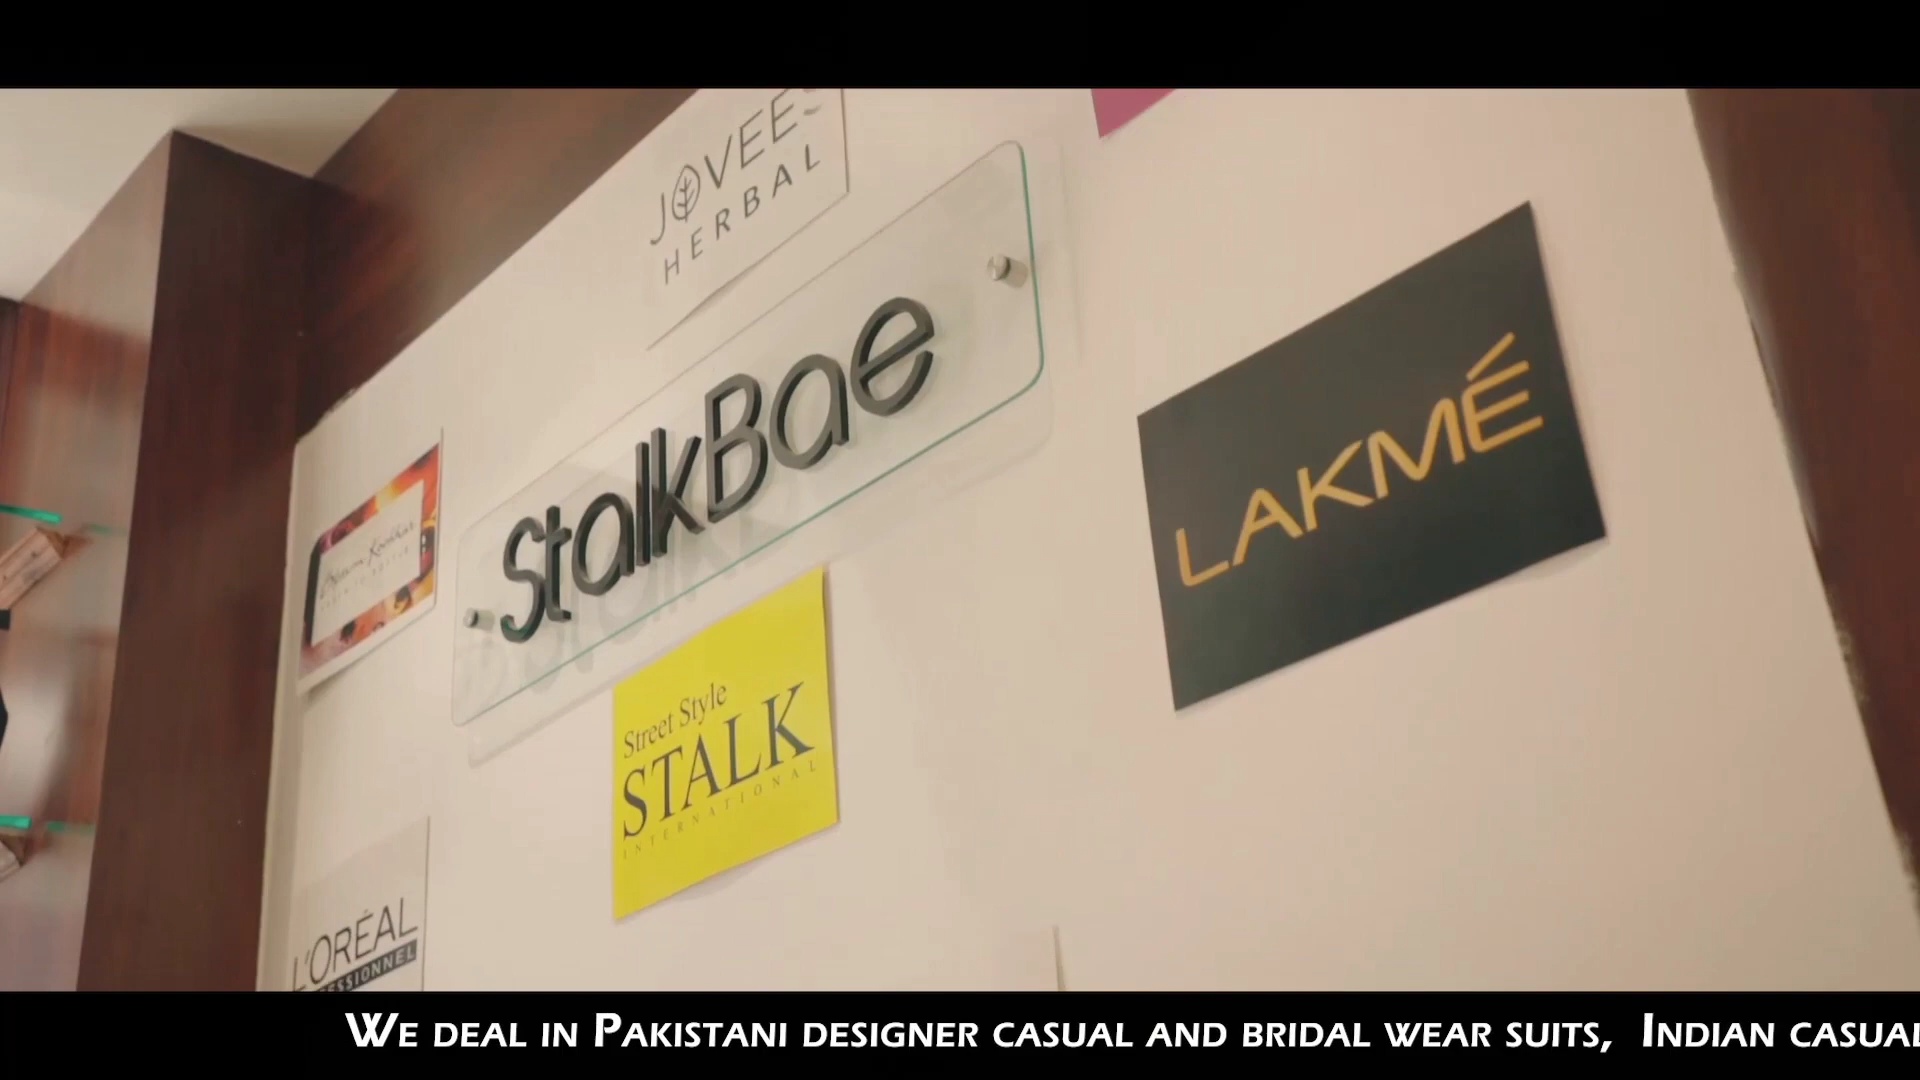 JOVEES
HERBAL
StalkBae
LAKMÉ
Street Style
STALK
INTERNATIONAL
L'ORÉAL
We deal in Pakistani designer casual and bridal wear suits, Indian casual